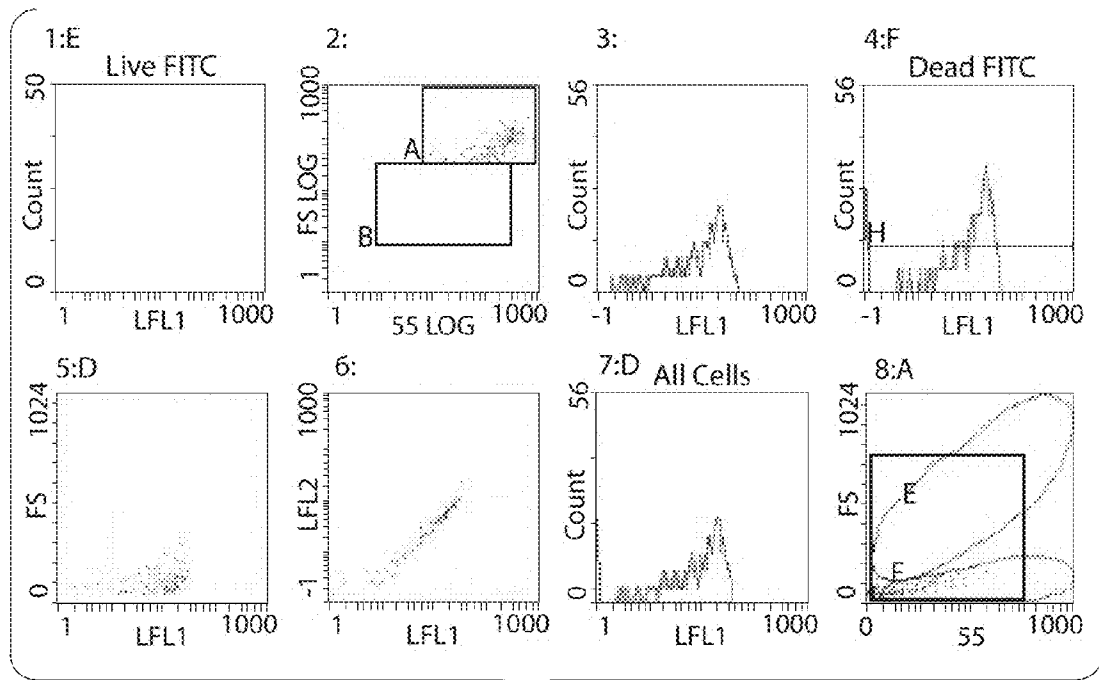 1:E
Live FITC
50
Count
0
1
LFL1
1000
2:
1000
FS LOG
1
A
B
1
55 LOG
1000
3:
56
Count
0
-1
LFL1
1000
4:F
Dead FITC
56
Count
0
H
-1
LFL1
1000
5:D
1024
FS
0
1
LFL1
1000
6:
1000
LFL2
-1
1
LFL1
1000
7:D
All Cells
56
Count
0
1
LFL1
1000
8:A
1024
FS
0
E
F
0
55
1000